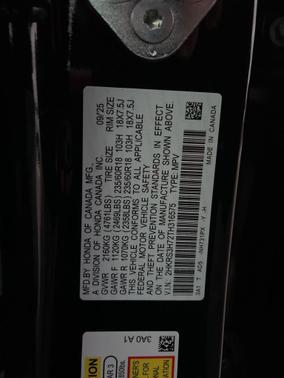 MFD BY HONDA OF CANADA MFG. 09/25
A DIVISION OF HONDA CANADA INC.
TIRE SIZE RIM SIZE
GVWR 2160KG (4761LBS)
GAWR F 1120KG (2469LBS) 235/60R18 103H 18X7.5J
GAWR R 1070KG (2358LBS) 235/60R18 103H 18X7.5J
THIS VEHICLE CONFORMS TO ALL APPLICABLE
FEDERAL MOTOR VEHICLE SAFETY
AND THEFT PREVENTION STANDARDS IN EFFECT
ON THE DATE OF MANUFACTURE SHOWN ABOVE.
V.I.N: 2HKRS3H72TH316575 TYPE: MPV
MADE IN CANADA
3A0 A1